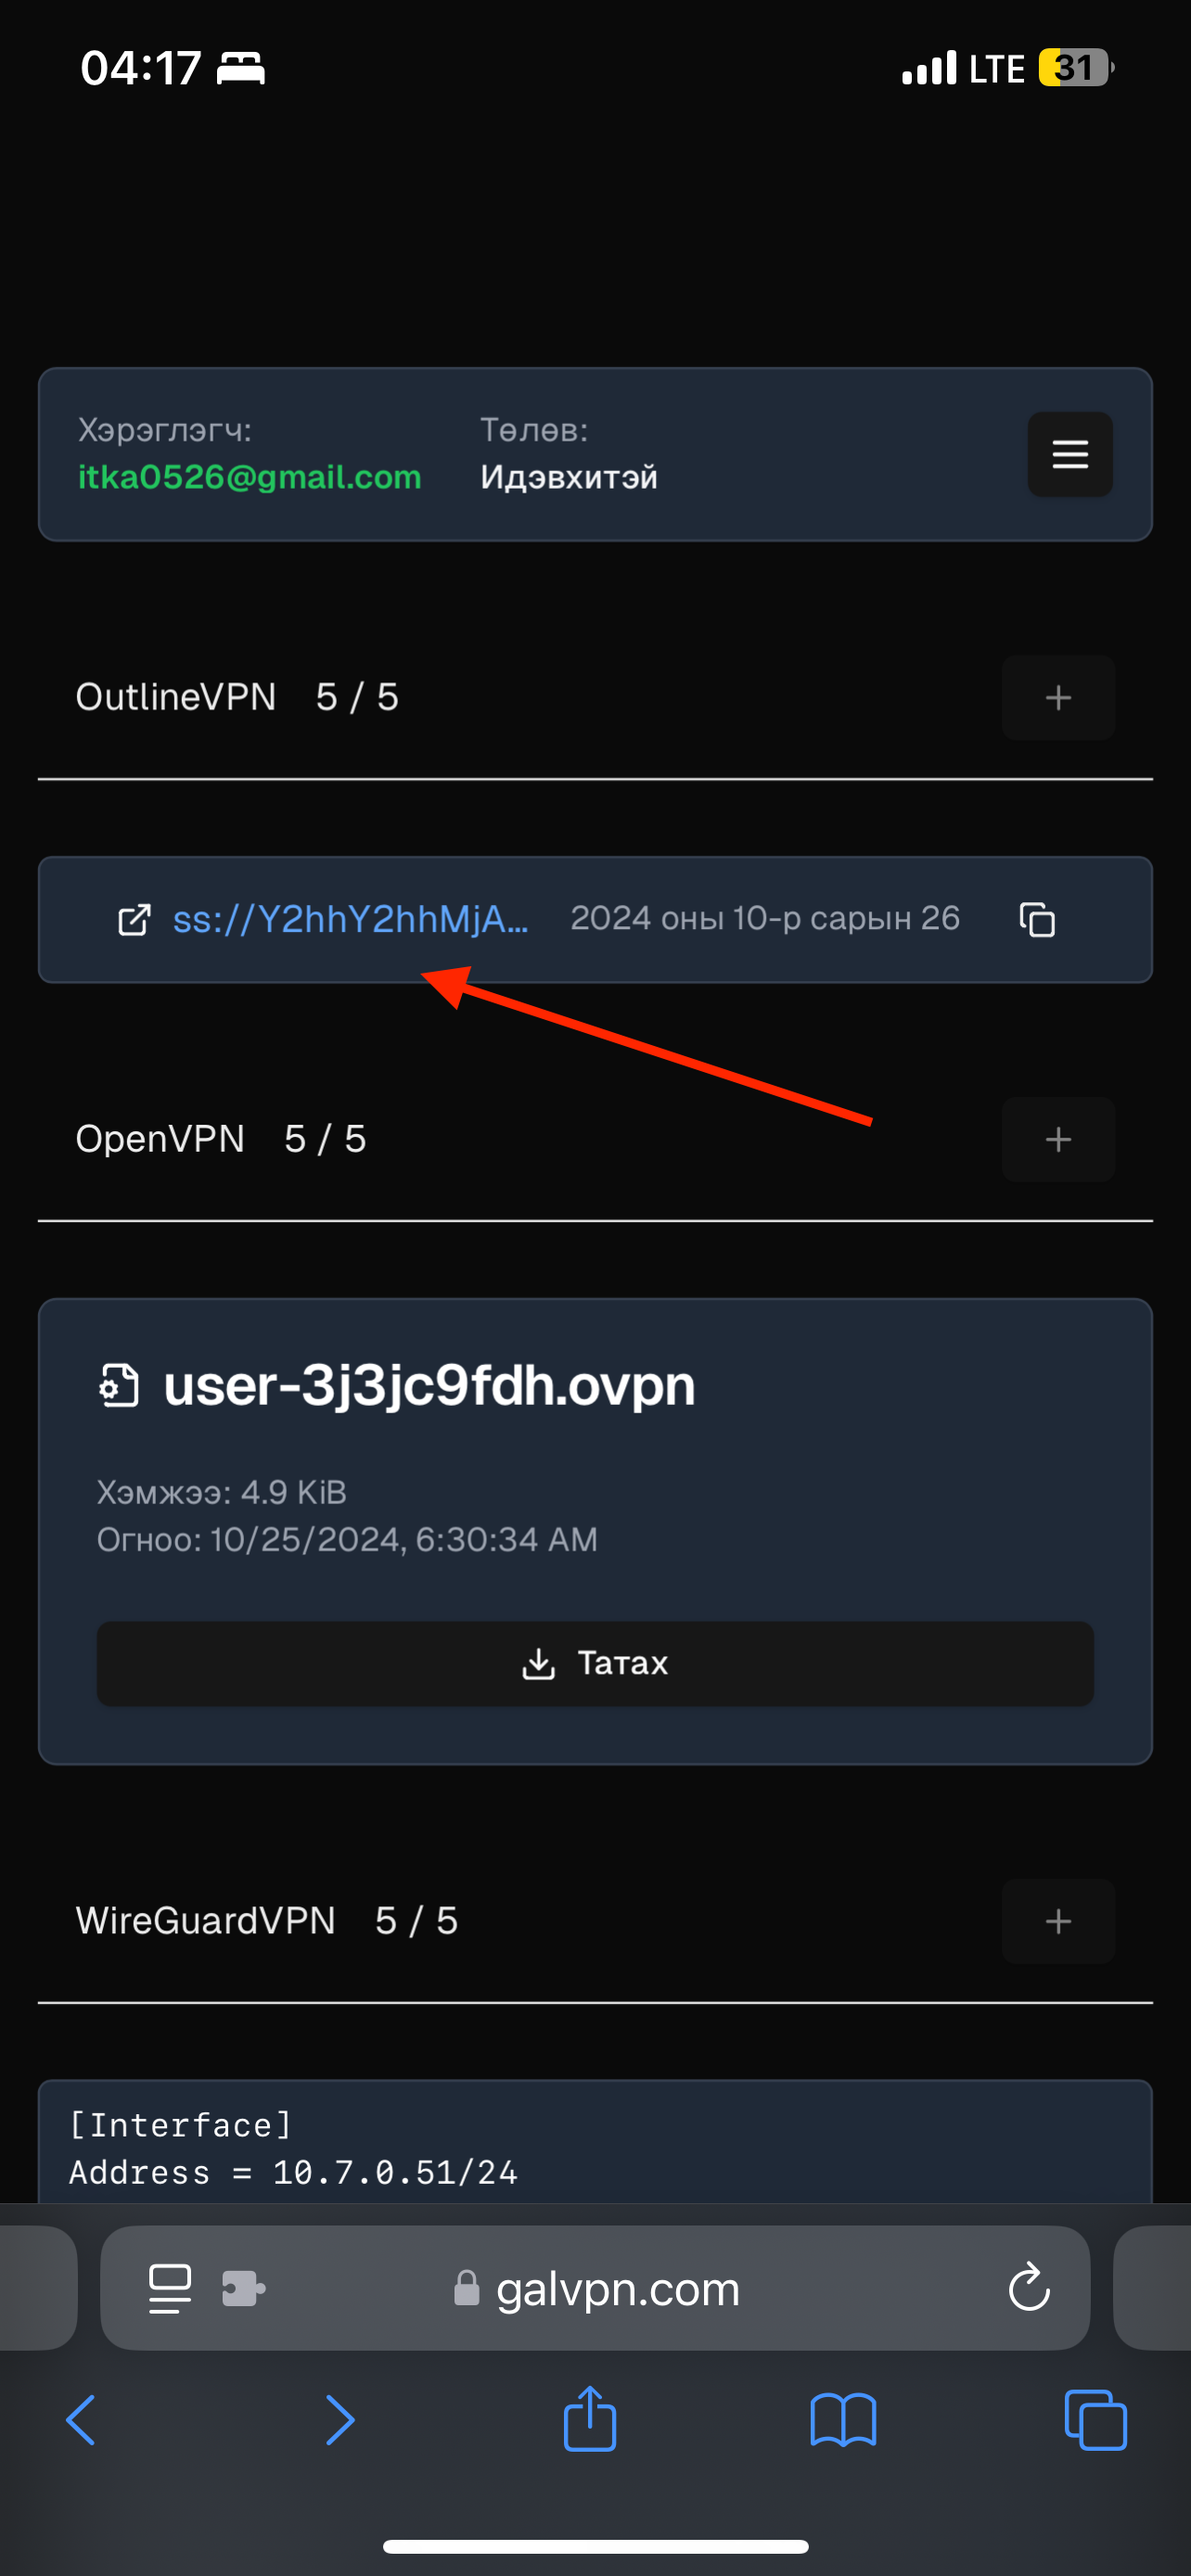 04:17 LTE 31
Хэрэглэгч: Төлөв:
itka0526@gmail.com Идэвхитэй
OutlineVPN 5 / 5 +
ss://Y2hhY2hhMjA... 2024 оны 10-р сарын 26
OpenVPN 5 / 5 +
user-3j3jc9fdh.ovpn
Хэмжээ: 4.9 KiB
Огноо: 10/25/2024, 6:30:34 AM
Татах
WireGuardVPN 5 / 5 +
[Interface]
Address = 10.7.0.51/24
galvpn.com